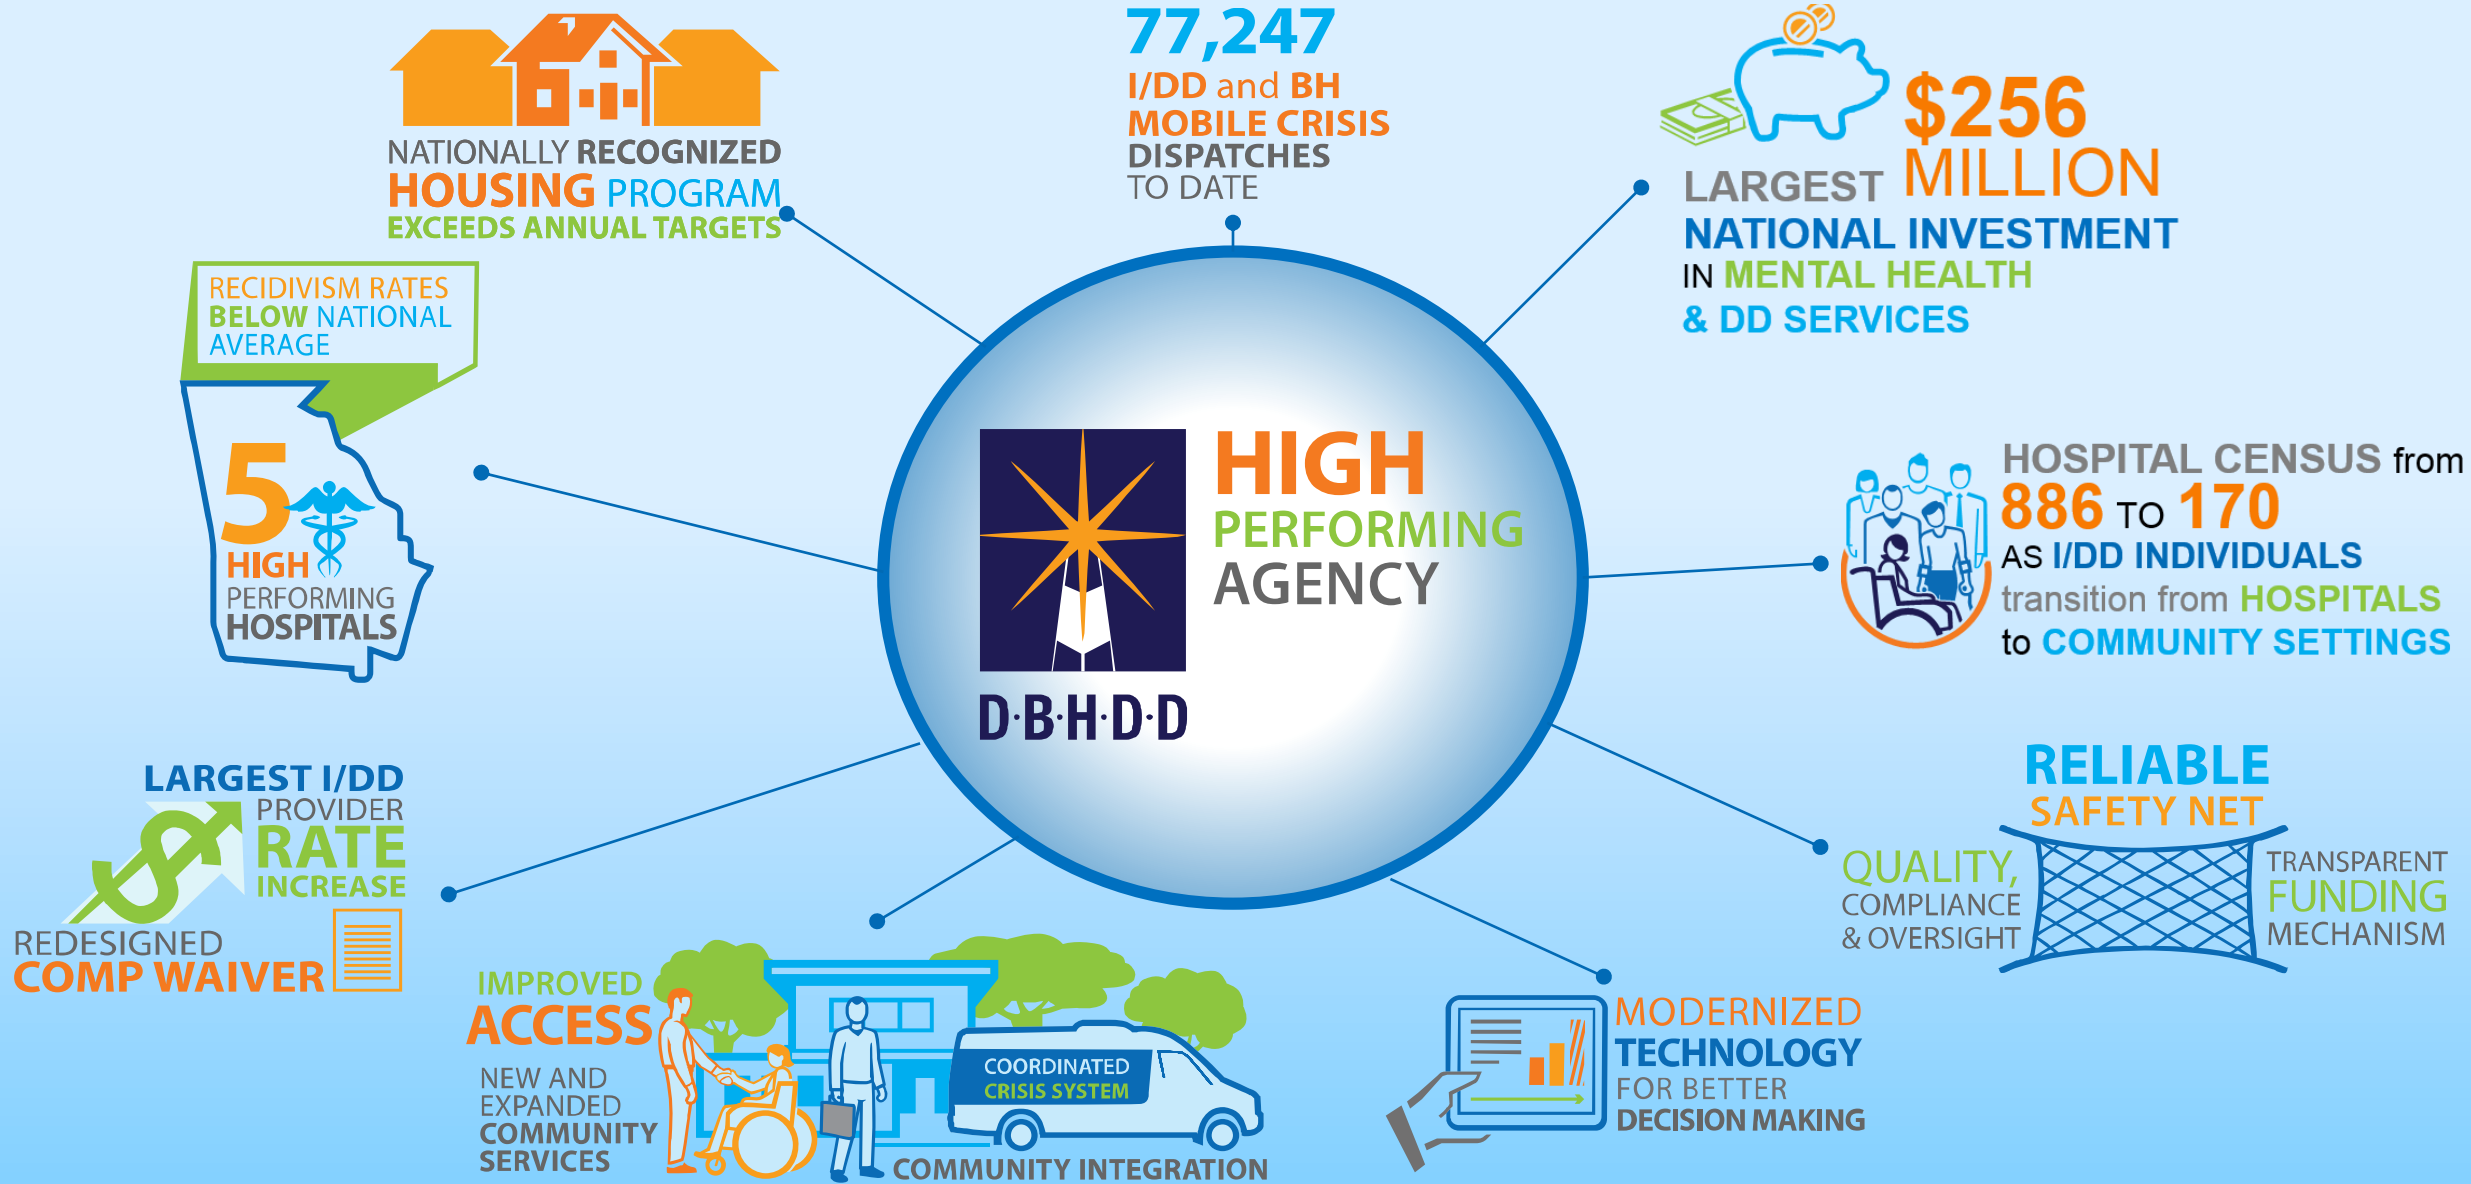 NATIONALLY RECOGNIZED
HOUSING PROGRAM
EXCEEDS ANNUAL TARGETS
77,247
I/DD and BH
MOBILE CRISIS
DISPATCHES
TO DATE
$256
MILLION
LARGEST
NATIONAL INVESTMENT
IN MENTAL HEALTH
& DD SERVICES
RECIDIVISM RATES
BELOW NATIONAL
AVERAGE
5
HIGH
PERFORMING
HOSPITALS
HIGH
PERFORMING
AGENCY
D·B·H·D·D
HOSPITAL CENSUS from
886 TO 170
AS I/DD INDIVIDUALS
transition from HOSPITALS
to COMMUNITY SETTINGS
LARGEST I/DD
PROVIDER
RATE
INCREASE
REDESIGNED
COMP WAIVER
RELIABLE
SAFETY NET
QUALITY,
COMPLIANCE
& OVERSIGHT
TRANSPARENT
FUNDING
MECHANISM
IMPROVED
ACCESS
NEW AND
EXPANDED
COMMUNITY
SERVICES
COORDINATED
CRISIS SYSTEM
COMMUNITY INTEGRATION
MODERNIZED
TECHNOLOGY
FOR BETTER
DECISION MAKING